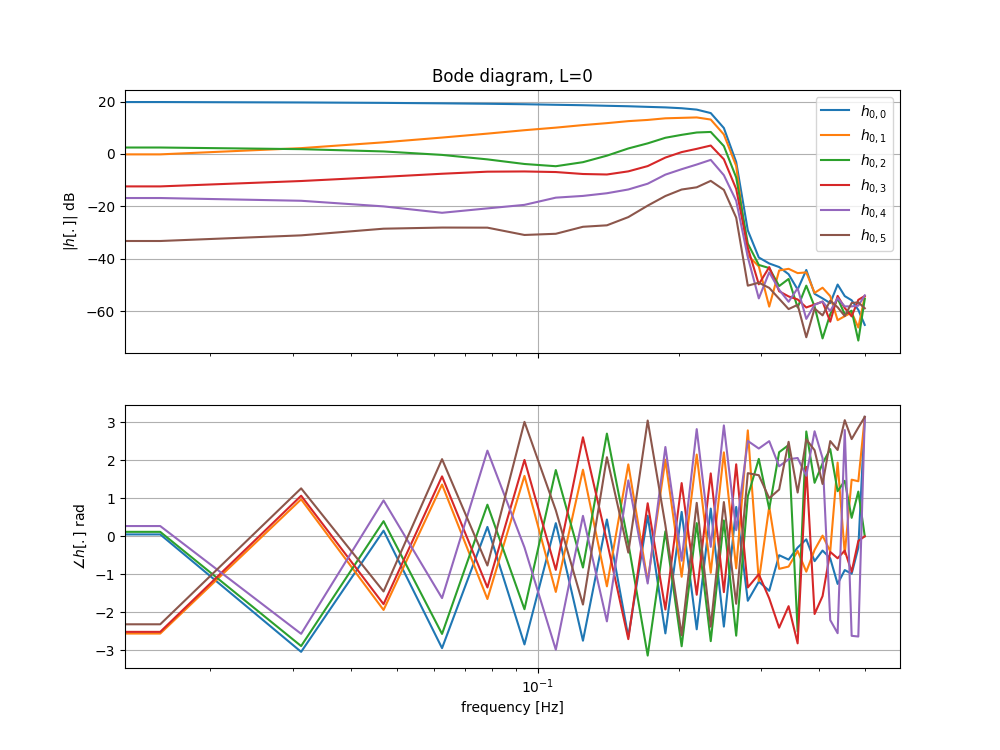 Bode diagram, L=0
20
0
−20
−40
−60
|h[.]| dB
h0,0
h0,1
h0,2
h0,3
h0,4
h0,5
3
2
1
0
−1
−2
−3
∠h[.] rad
10−1
frequency [Hz]